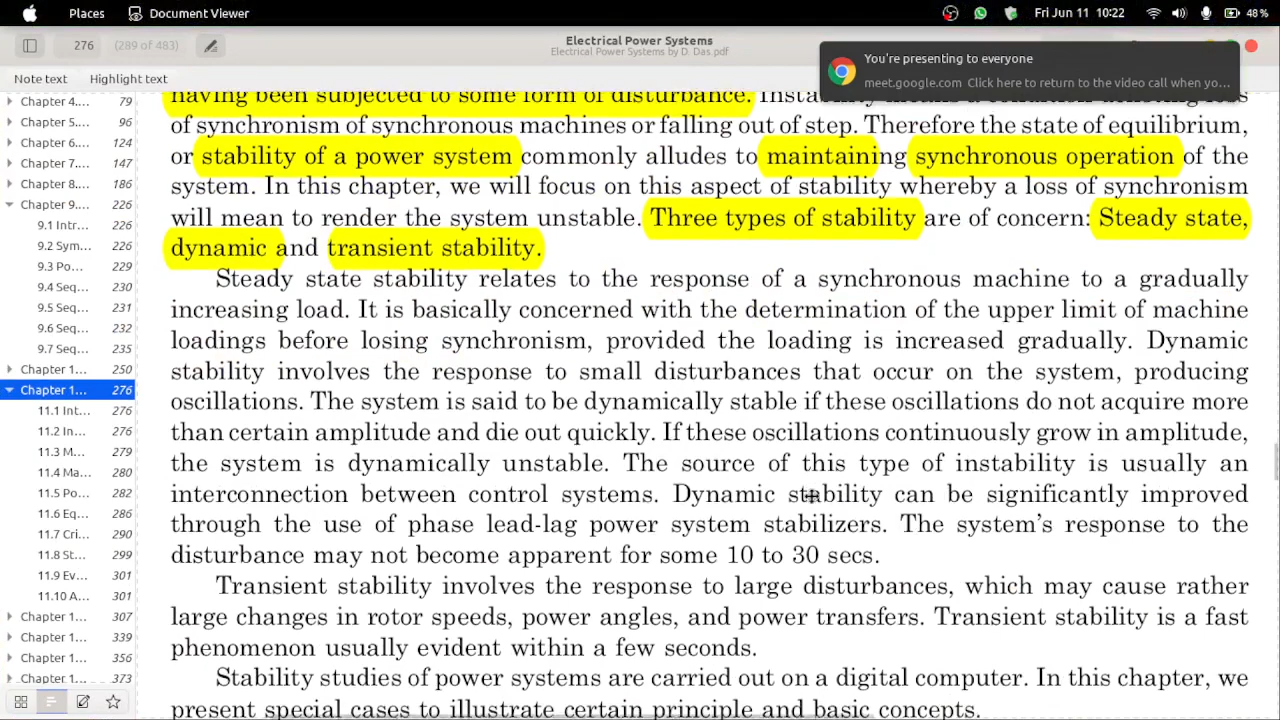 Places Document Viewer Fri Jun 11 10:22 48 %
276 (289 of 483) Electrical Power Systems
Electrical Power Systems by D. Das.pdf
You're presenting to everyone
meet.google.com Click here to return to the video call when yo...
Note text Highlight text
Chapter 4.... 79
Chapter 5.... 96
Chapter 6.... 124
Chapter 7.... 147
Chapter 8.... 186
Chapter 9.... 226
9.1 Intr... 226
9.2 Sym... 226
9.3 Po... 229
9.4 Seq... 230
9.5 Seq... 231
9.6 Seq... 232
9.7 Seq... 235
Chapter 1... 250
Chapter 1... 276
11.1 Int... 276
11.2 In... 276
11.3 M... 279
11.4 Ma... 280
11.5 Po... 282
11.6 Eq... 286
11.7 Cri... 290
11.8 St... 299
11.9 Ev... 301
11.10 A... 301
Chapter 1... 307
Chapter 1... 339
Chapter 1... 356
Chapter 1... 373
having been subjected to some form of disturbance.
of synchronism of synchronous machines or falling out of step. Therefore the state of equilibrium,
or stability of a power system commonly alludes to maintaining synchronous operation of the
system. In this chapter, we will focus on this aspect of stability whereby a loss of synchronism
will mean to render the system unstable. Three types of stability are of concern: Steady state,
dynamic and transient stability.
Steady state stability relates to the response of a synchronous machine to a gradually
increasing load. It is basically concerned with the determination of the upper limit of machine
loadings before losing synchronism, provided the loading is increased gradually. Dynamic
stability involves the response to small disturbances that occur on the system, producing
oscillations. The system is said to be dynamically stable if these oscillations do not acquire more
than certain amplitude and die out quickly. If these oscillations continuously grow in amplitude,
the system is dynamically unstable. The source of this type of instability is usually an
interconnection between control systems. Dynamic stability can be significantly improved
through the use of phase lead-lag power system stabilizers. The system's response to the
disturbance may not become apparent for some 10 to 30 secs.
Transient stability involves the response to large disturbances, which may cause rather
large changes in rotor speeds, power angles, and power transfers. Transient stability is a fast
phenomenon usually evident within a few seconds.
Stability studies of power systems are carried out on a digital computer. In this chapter, we
present special cases to illustrate certain principle and basic concepts.